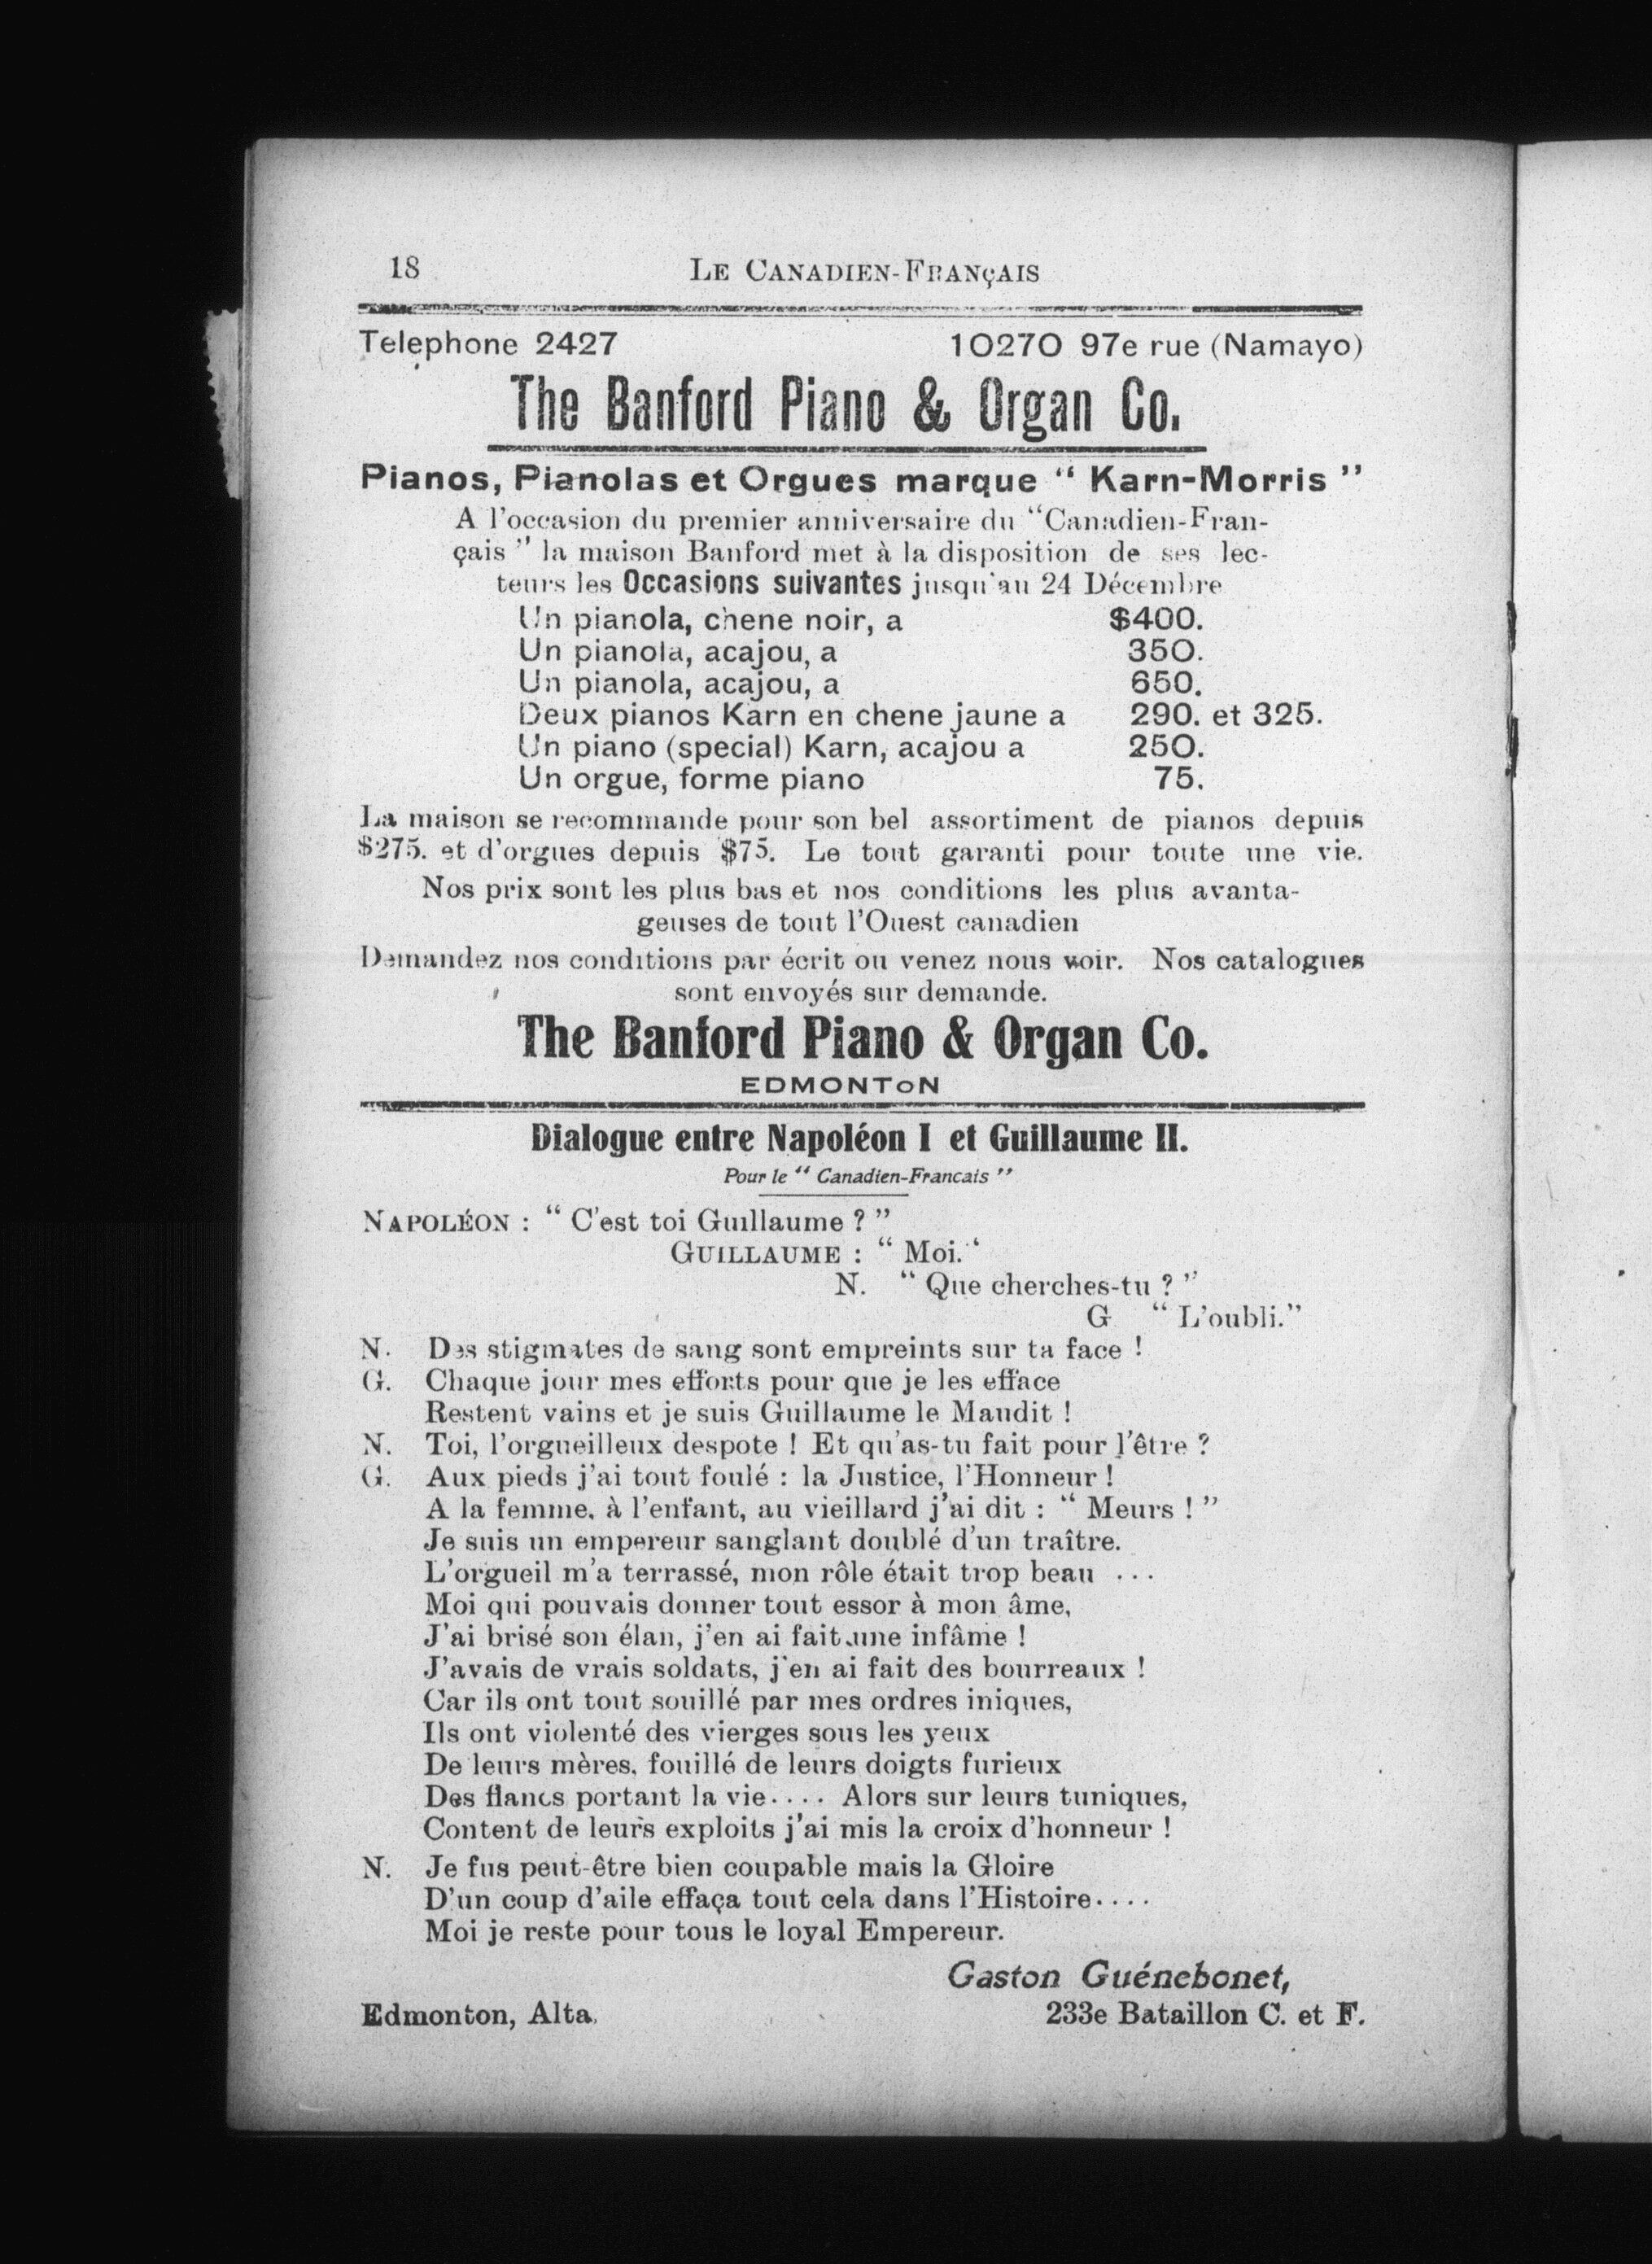 18 LE CANADIEN-FRANçAIS
Telephone 2427 10270 97e rue (Namayo)
The Banford Piano & Organ Co.
Pianos, Pianolas et Orgues marque “ Karn-Morris ”
A l'occasion du premier anniversaire du “Canadien-Fran-
çais ” la maison Banford met à la disposition de ses lec-
teurs les Occasions suivantes jusqu'au 24 Décembre
Un pianola, chene noir, a $400.
Un pianola, acajou, a 350.
Un pianola, acajou, a 650.
Deux pianos Karn en chene jaune a 290. et 325.
Un piano (special) Karn, acajou a 250.
Un orgue, forme piano 75.
La maison se recommande pour son bel assortiment de pianos depuis
$275. et d'orgues depuis $75. Le tout garanti pour toute une vie.
Nos prix sont les plus bas et nos conditions les plus avanta-
geuses de tout l'Ouest canadien
Demandez nos conditions par écrit ou venez nous voir. Nos catalogues
sont envoyés sur demande.
The Banford Piano & Organ Co.
EDMONTON
Dialogue entre Napoléon I et Guillaume II.
Pour le “ Canadien-Francais ”
NAPOLÉON : “ C'est toi Guillaume ? ”
GUILLAUME : “ Moi.‘
N. “ Que cherches-tu ? ”
G “ L'oubli.”
N. Des stigmates de sang sont empreints sur ta face !
G. Chaque jour mes efforts pour que je les efface
Restent vains et je suis Guillaume le Maudit !
N. Toi, l'orgueilleux despote ! Et qu'as-tu fait pour l'être ?
G. Aux pieds j'ai tout foulé : la Justice, l'Honneur !
A la femme, à l'enfant, au vieillard j'ai dit : “ Meurs ! ”
Je suis un empereur sanglant doublé d'un traître.
L'orgueil m'a terrassé, mon rôle était trop beau ...
Moi qui pouvais donner tout essor à mon âme,
J'ai brisé son élan, j'en ai fait une infâme !
J'avais de vrais soldats, j'en ai fait des bourreaux !
Car ils ont tout souillé par mes ordres iniques,
Ils ont violenté des vierges sous les yeux
De leurs mères, fouillé de leurs doigts furieux
Des flancs portant la vie.... Alors sur leurs tuniques,
Content de leurs exploits j'ai mis la croix d'honneur !
N. Je fus peut-être bien coupable mais la Gloire
D'un coup d'aile effaça tout cela dans l'Histoire....
Moi je reste pour tous le loyal Empereur.
Gaston Guénebonet,
Edmonton, Alta. 233e Bataillon C. et F.